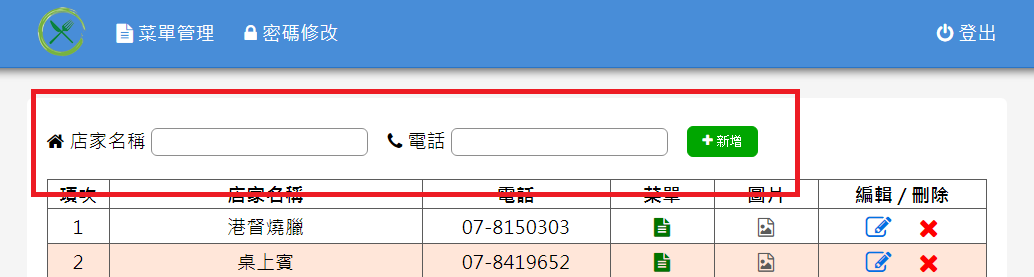 菜單管理 密碼修改 登出
店家名稱 電話 新增
項次 店家名稱 電話 菜單 圖片 編輯 / 刪除
1 港督燒臘 07-8150303
2 桌上賓 07-8419652